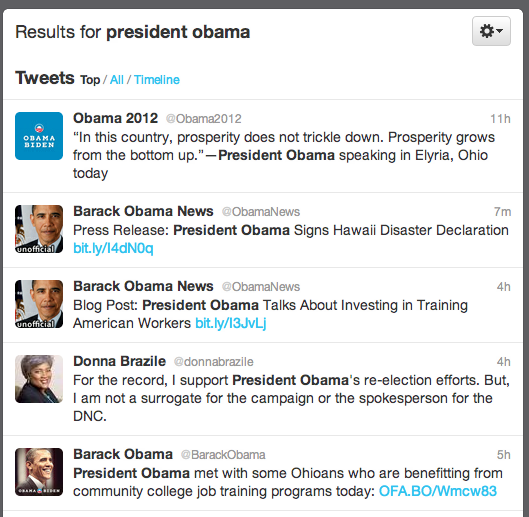 Results for president obama
Tweets Top / All / Timeline
Obama 2012 @Obama2012 11h
OBAMA
BIDEN
“In this country, prosperity does not trickle down. Prosperity grows
from the bottom up.”—President Obama speaking in Elyria, Ohio
today
Barack Obama News @ObamaNews 7m
Press Release: President Obama Signs Hawaii Disaster Declaration
bit.ly/I4dN0q
unofficial
Barack Obama News @ObamaNews 4h
Blog Post: President Obama Talks About Investing in Training
American Workers bit.ly/I3JvLj
unofficial
Donna Brazile @donnabrazile 4h
For the record, I support President Obama's re-election efforts. But,
I am not a surrogate for the campaign or the spokesperson for the
DNC.
Barack Obama @BarackObama 5h
President Obama met with some Ohioans who are benefitting from
community college job training programs today: OFA.BO/Wmcw83
OBAMA BIDEN